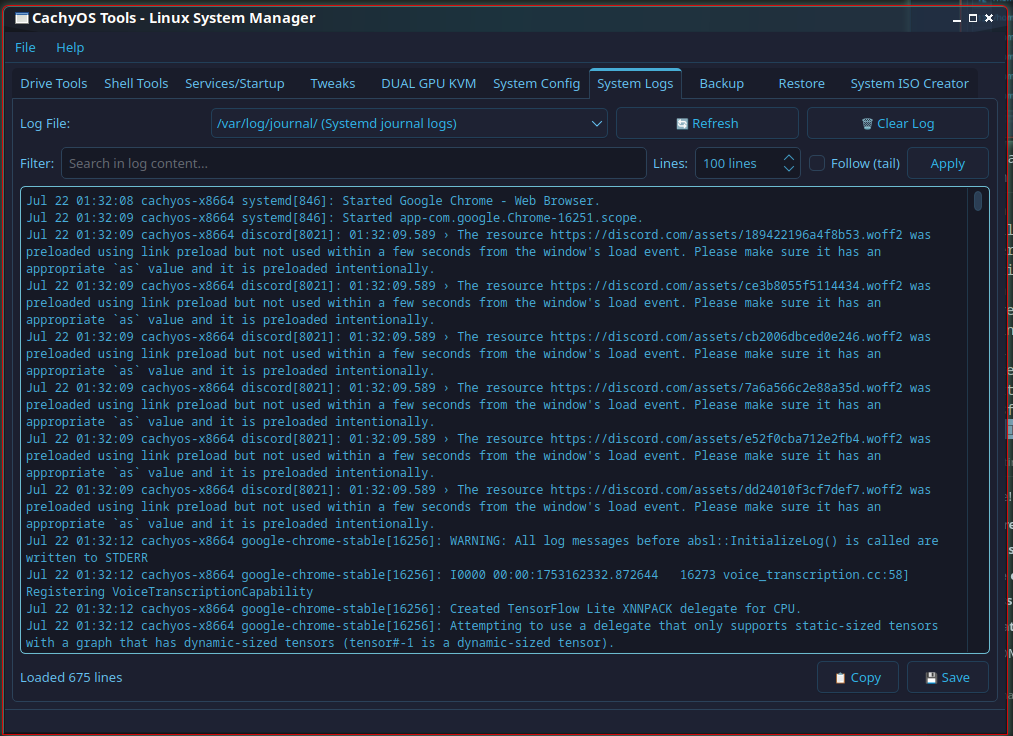 CachyOS Tools - Linux System Manager
File Help
Drive Tools Shell Tools Services/Startup Tweaks DUAL GPU KVM System Config System Logs Backup Restore System ISO Creator
Log File: /var/log/journal/ (Systemd journal logs) Refresh Clear Log
Filter: Search in log content... Lines: 100 lines Follow (tail) Apply
Jul 22 01:32:08 cachyos-x8664 systemd[846]: Started Google Chrome - Web Browser.
Jul 22 01:32:09 cachyos-x8664 systemd[846]: Started app-com.google.Chrome-16251.scope.
Jul 22 01:32:09 cachyos-x8664 discord[8021]: 01:32:09.589 › The resource https://discord.com/assets/189422196a4f8b53.woff2 was
preloaded using link preload but not used within a few seconds from the window's load event. Please make sure it has an
appropriate `as` value and it is preloaded intentionally.
Jul 22 01:32:09 cachyos-x8664 discord[8021]: 01:32:09.589 › The resource https://discord.com/assets/ce3b8055f5114434.woff2 was
preloaded using link preload but not used within a few seconds from the window's load event. Please make sure it has an
appropriate `as` value and it is preloaded intentionally.
Jul 22 01:32:09 cachyos-x8664 discord[8021]: 01:32:09.589 › The resource https://discord.com/assets/cb2006dbced0e246.woff2 was
preloaded using link preload but not used within a few seconds from the window's load event. Please make sure it has an
appropriate `as` value and it is preloaded intentionally.
Jul 22 01:32:09 cachyos-x8664 discord[8021]: 01:32:09.589 › The resource https://discord.com/assets/7a6a566c2e88a35d.woff2 was
preloaded using link preload but not used within a few seconds from the window's load event. Please make sure it has an
appropriate `as` value and it is preloaded intentionally.
Jul 22 01:32:09 cachyos-x8664 discord[8021]: 01:32:09.589 › The resource https://discord.com/assets/e52f0cba712e2fb4.woff2 was
preloaded using link preload but not used within a few seconds from the window's load event. Please make sure it has an
appropriate `as` value and it is preloaded intentionally.
Jul 22 01:32:09 cachyos-x8664 discord[8021]: 01:32:09.589 › The resource https://discord.com/assets/dd24010f3cf7def7.woff2 was
preloaded using link preload but not used within a few seconds from the window's load event. Please make sure it has an
appropriate `as` value and it is preloaded intentionally.
Jul 22 01:32:12 cachyos-x8664 google-chrome-stable[16256]: WARNING: All log messages before absl::InitializeLog() is called are
written to STDERR
Jul 22 01:32:12 cachyos-x8664 google-chrome-stable[16256]: I0000 00:00:1753162332.872644   16273 voice_transcription.cc:58]
Registering VoiceTranscriptionCapability
Jul 22 01:32:12 cachyos-x8664 google-chrome-stable[16256]: Created TensorFlow Lite XNNPACK delegate for CPU.
Jul 22 01:32:12 cachyos-x8664 google-chrome-stable[16256]: Attempting to use a delegate that only supports static-sized tensors
with a graph that has dynamic-sized tensors (tensor#-1 is a dynamic-sized tensor).
Loaded 675 lines Copy Save